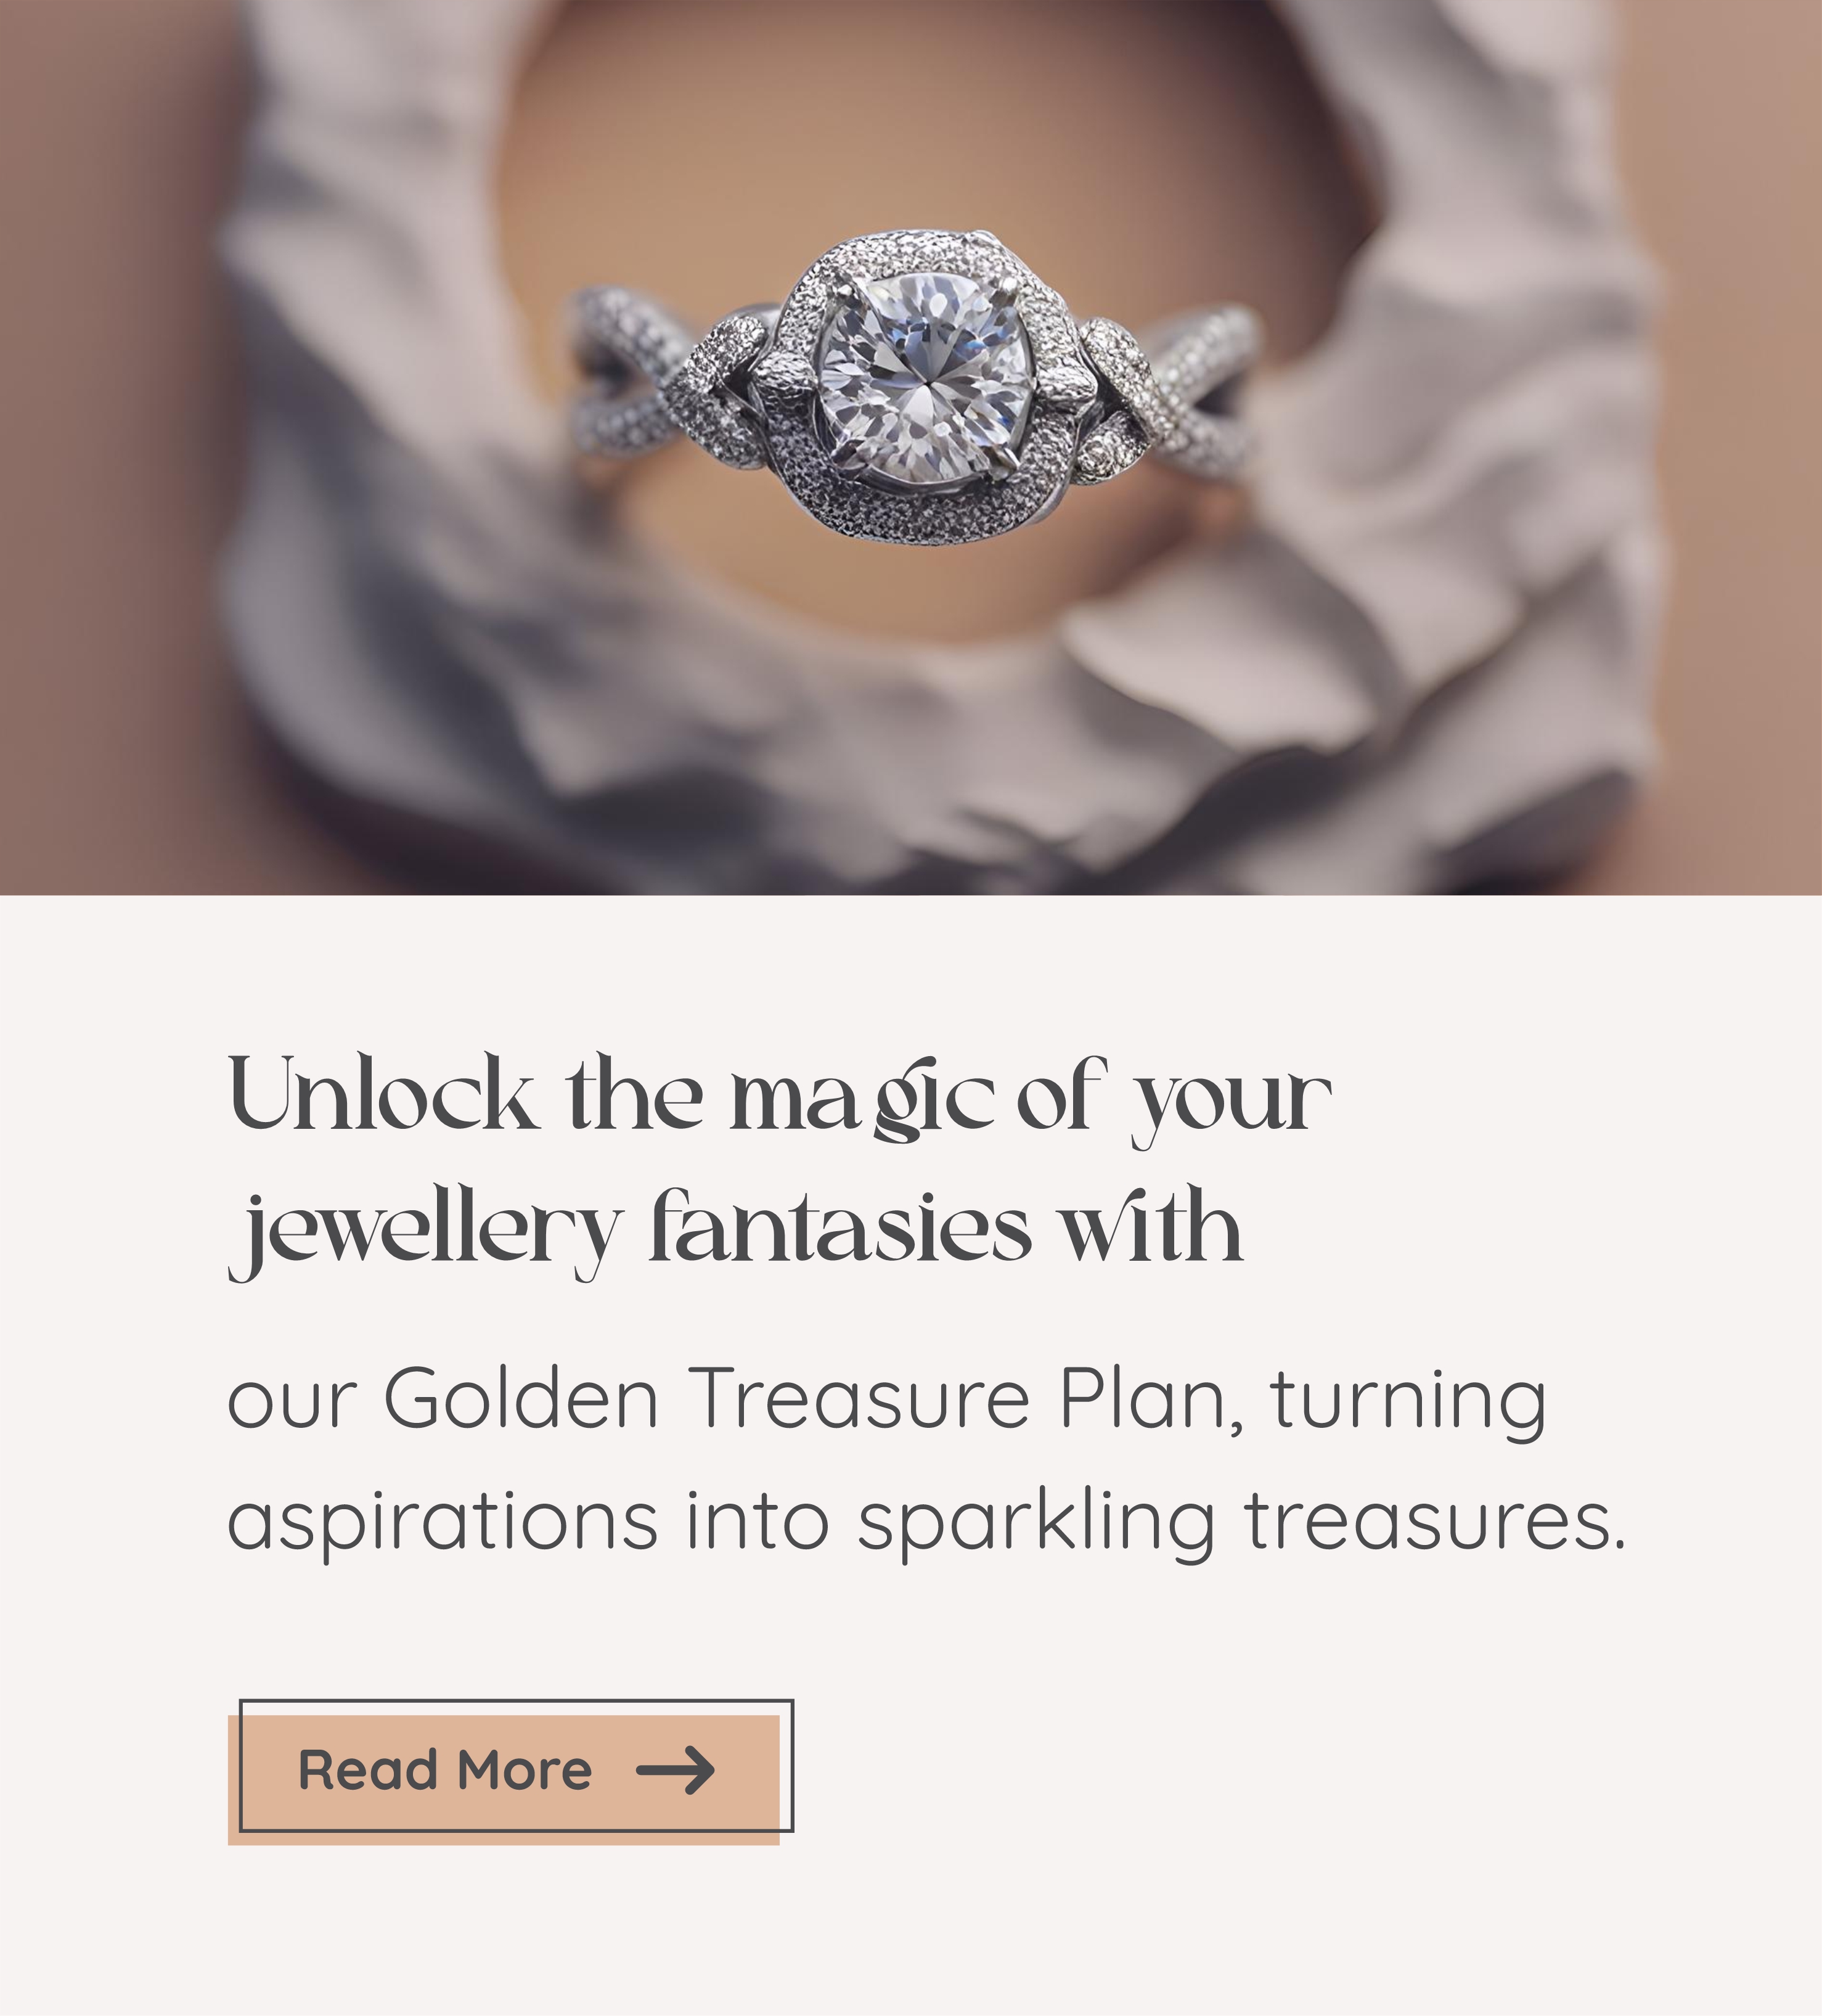 Unlock the magic of your
jewellery fantasies with
our Golden Treasure Plan, turning
aspirations into sparkling treasures.
Read More